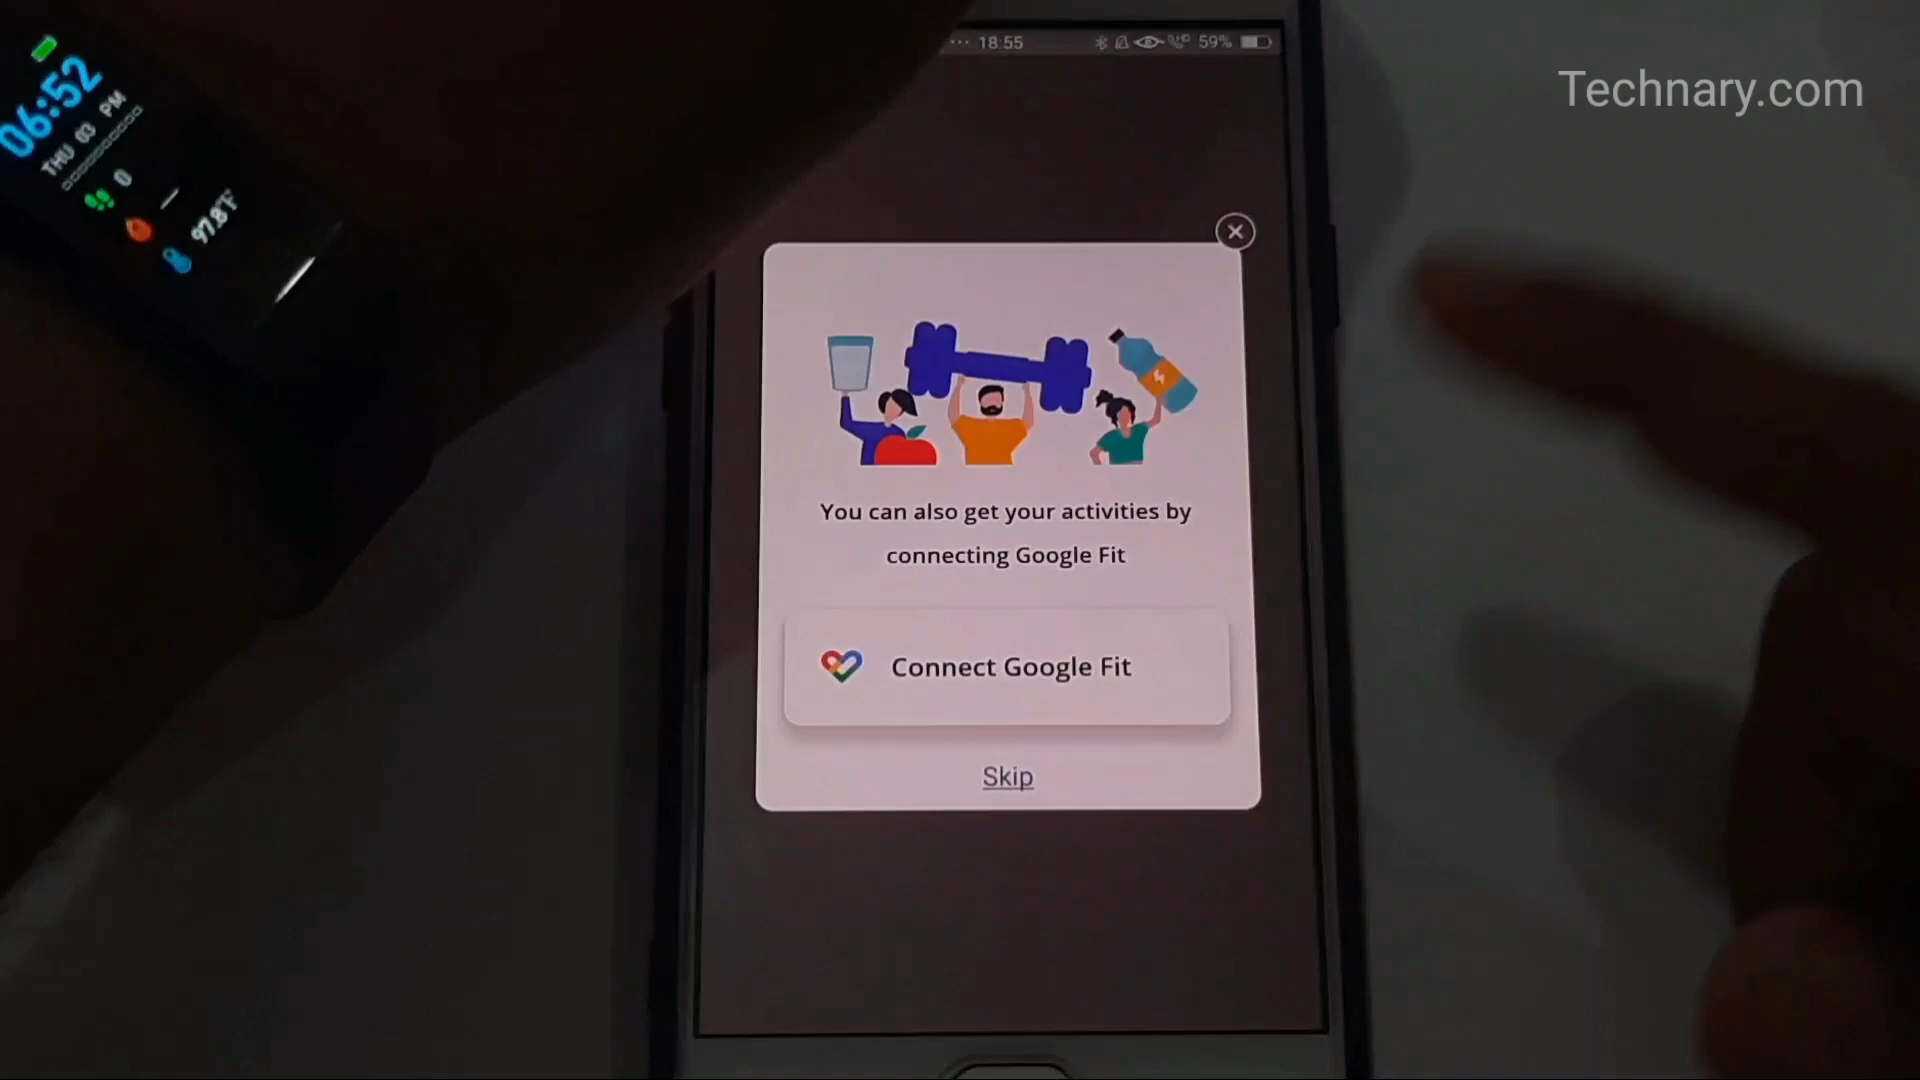 06:52
THU 03 PM
0
97.8°F
18:55
59%
Technary.com
You can also get your activities by
connecting Google Fit
Connect Google Fit
Skip